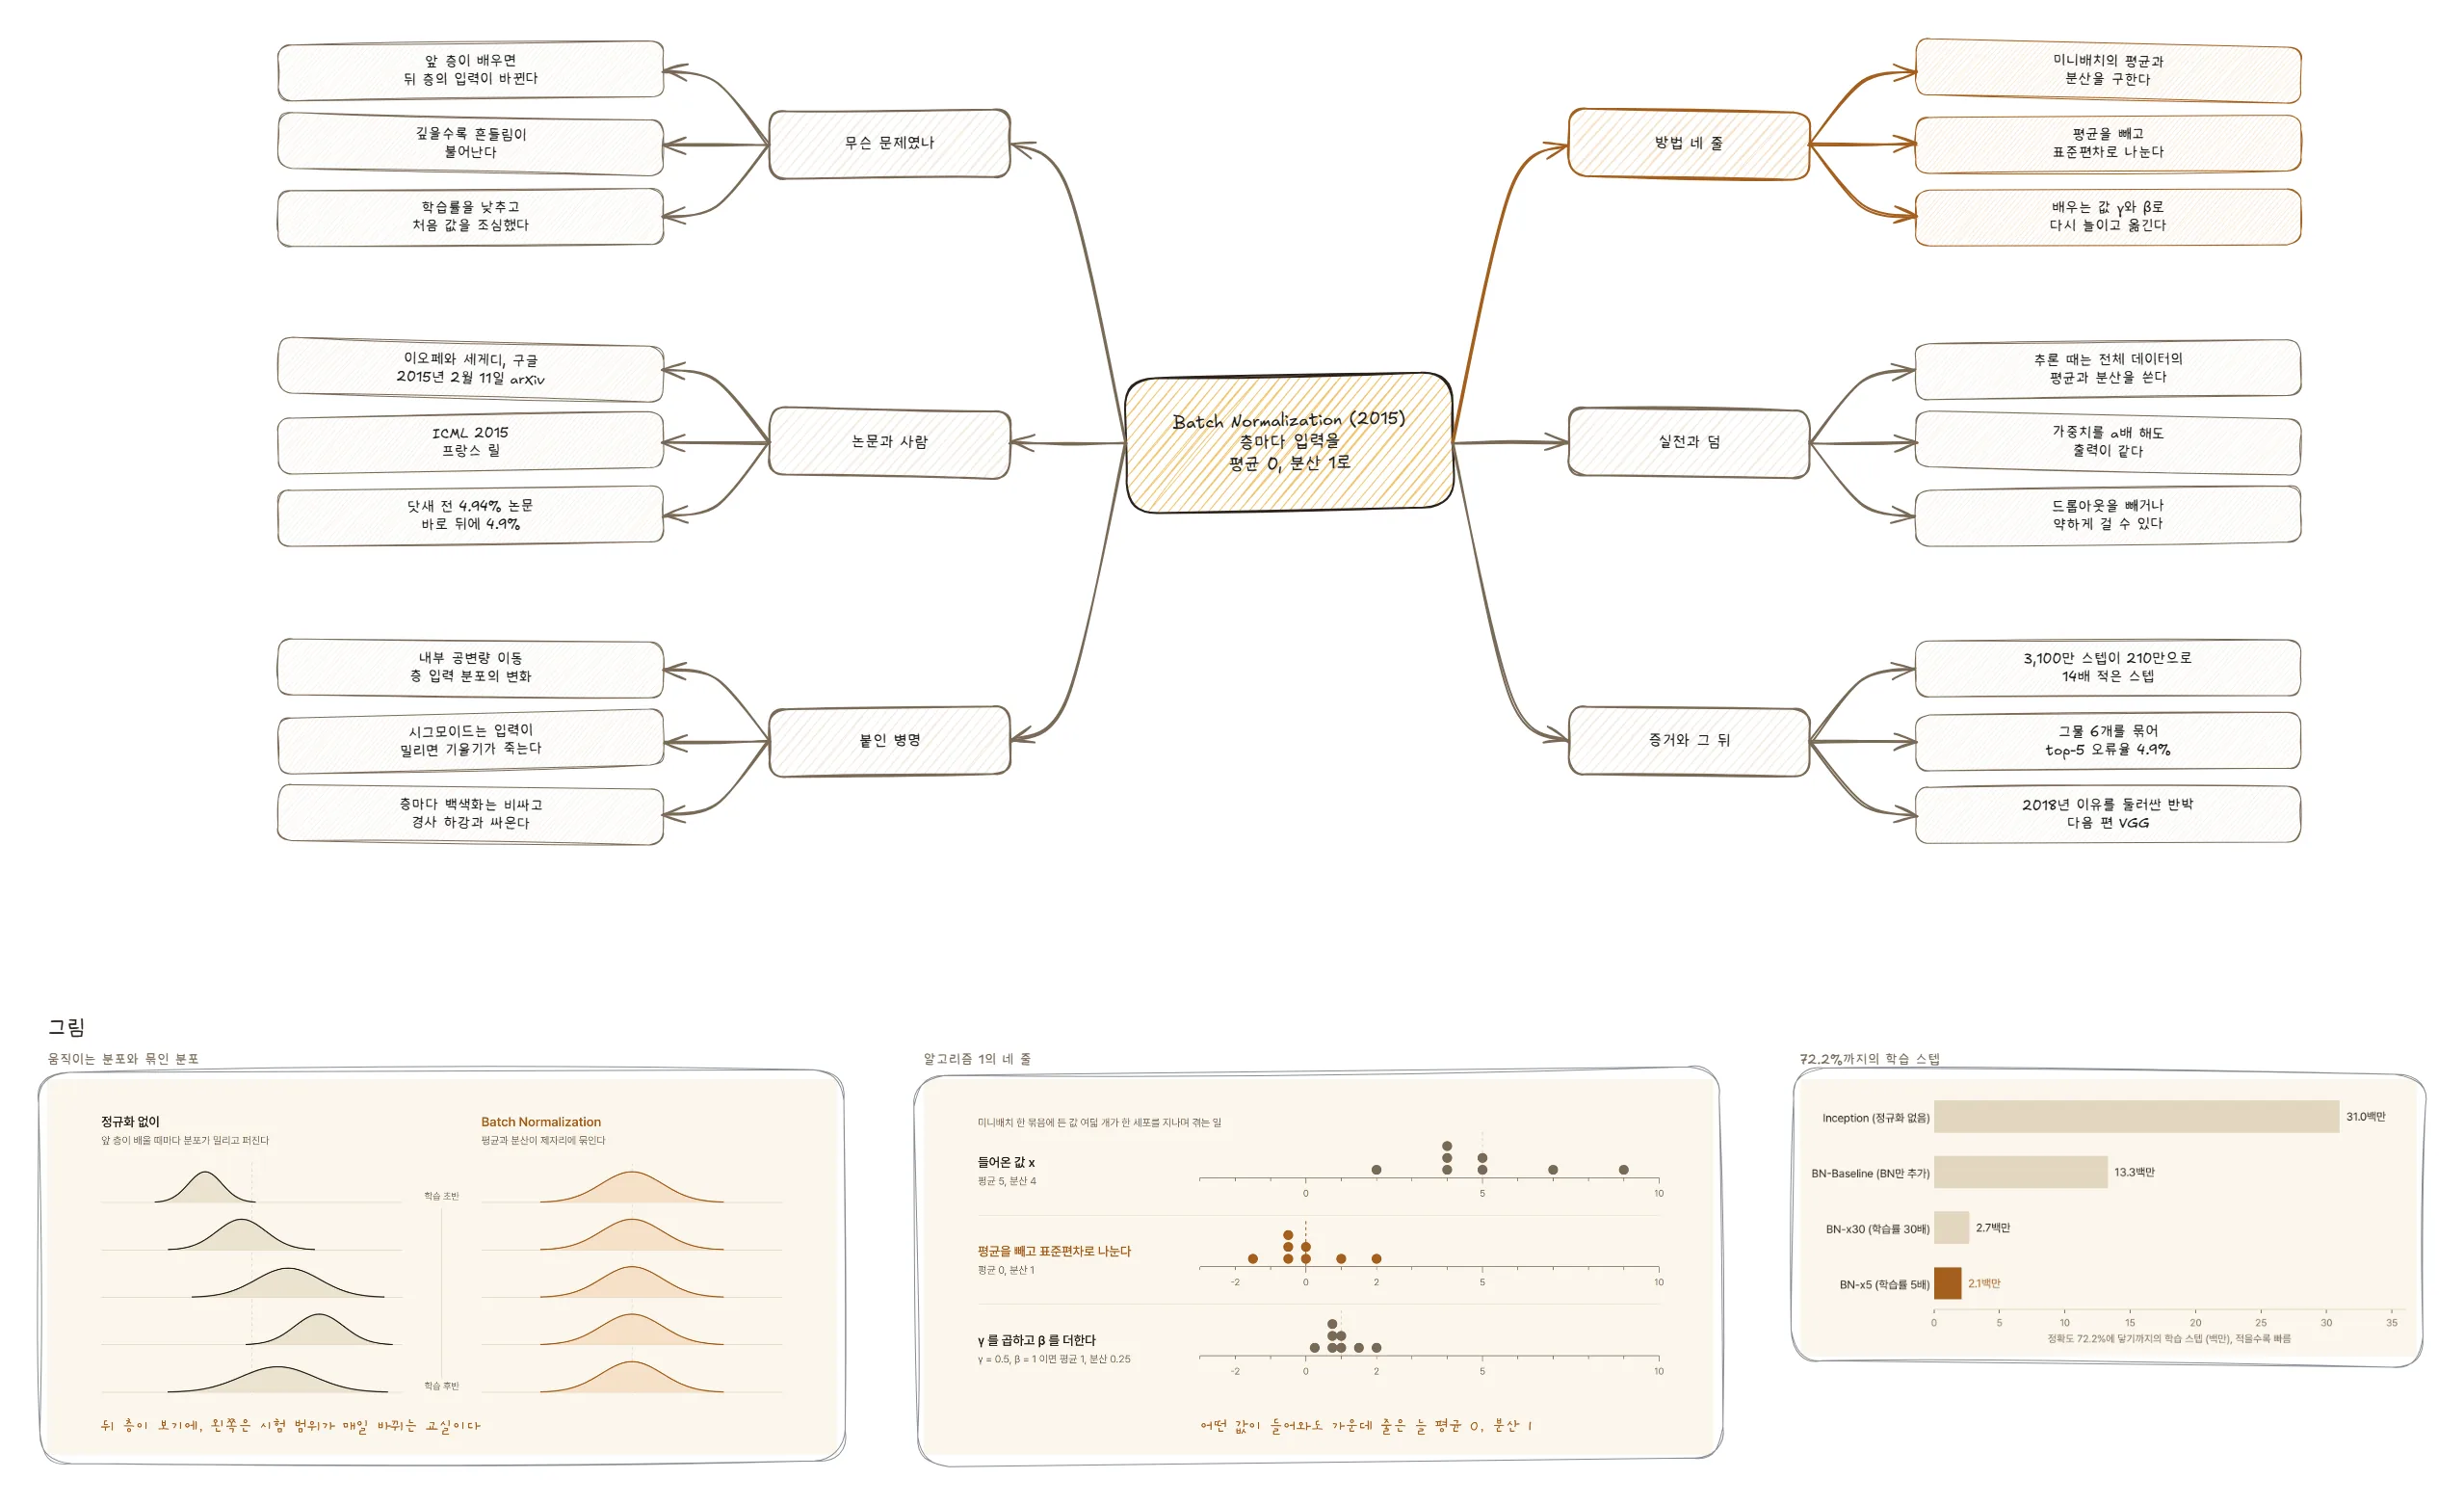 앞 층이 배우면
뒤 층의 입력이 바뀐다
깊을수록 흔들림이
불어난다
학습률을 낮추고
처음 값을 조심했다
무슨 문제였나
이오페와 세게디, 구글
2015년 2월 11일 arXiv
ICML 2015
프랑스 릴
닷새 전 4.94% 논문
바로 뒤에 4.9%
논문과 사람
내부 공변량 이동
층 입력 분포의 변화
시그모이드는 입력이
밀리면 기울기가 죽는다
층마다 백색화는 비싸고
경사 하강과 싸운다
붙인 병명
Batch Normalization (2015)
층마다 입력을
평균 0, 분산 1로
방법 네 줄
미니배치의 평균과
분산을 구한다
평균을 빼고
표준편차로 나눈다
배우는 값 γ와 β로
다시 늘이고 옮긴다
실전과 덤
추론 때는 전체 데이터의
평균과 분산을 쓴다
가중치를 a배 해도
출력이 같다
드롭아웃을 빼거나
약하게 걸 수 있다
증거와 그 뒤
3,100만 스텝이 210만으로
14배 적은 스텝
그물 6개를 묶어
top-5 오류율 4.9%
2018년 이유를 둘러싼 반박
다음 편 VGG
그림
움직이는 분포와 묶인 분포
정규화 없이
앞 층이 배울 때마다 분포가 밀리고 퍼진다
Batch Normalization
평균과 분산이 제자리에 묶인다
학습 초반
학습 후반
뒤 층이 보기에, 왼쪽은 시험 범위가 매일 바뀌는 교실이다
알고리즘 1의 네 줄
미니배치 한 묶음에 든 값 여덟 개가 한 세포를 지나며 겪는 일
들어온 값 x
평균 5, 분산 4
0 5 10
평균을 빼고 표준편차로 나눈다
평균 0, 분산 1
-2 0 2 5 10
γ 를 곱하고 β 를 더한다
γ = 0.5, β = 1 이면 평균 1, 분산 0.25
-2 0 2 5 10
어떤 값이 들어와도 가운데 줄은 늘 평균 0, 분산 1
72.2%까지의 학습 스텝
Inception (정규화 없음) 31.0백만
BN-Baseline (BN만 추가) 13.3백만
BN-x30 (학습률 30배) 2.7백만
BN-x5 (학습률 5배) 2.1백만
0 5 10 15 20 25 30 35
정확도 72.2%에 닿기까지의 학습 스텝 (백만), 적을수록 빠름